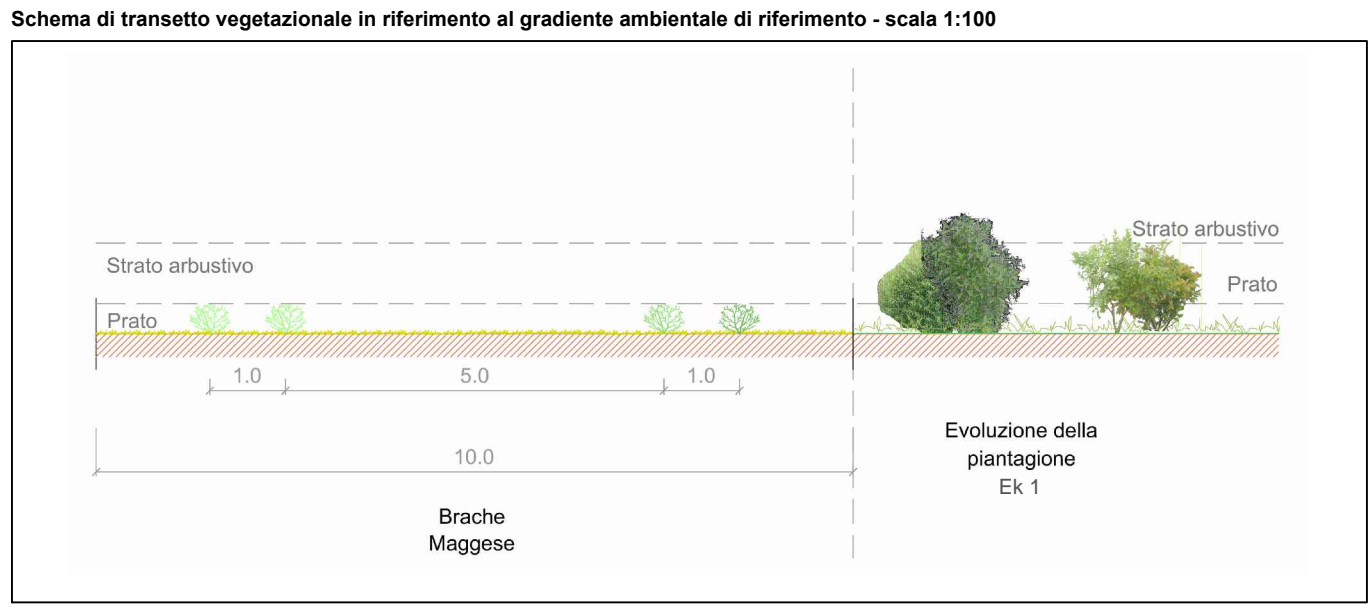 Schema di transetto vegetazionale in riferimento al gradiente ambientale di riferimento - scala 1:100
Strato arbustivo
Strato arbustivo
Prato
Prato
1.0
5.0
1.0
10.0
Brache
Maggese
Evoluzione della
piantagione
Ek 1